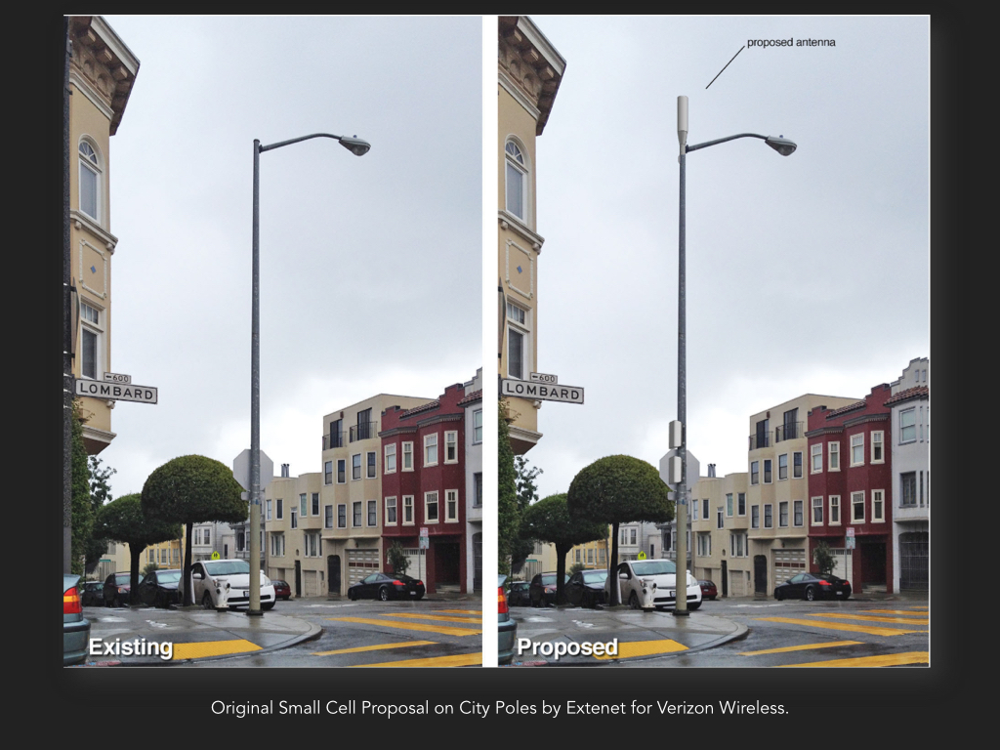 proposed antenna
600
LOMBARD
600
LOMBARD
Existing
Proposed
Original Small Cell Proposal on City Poles by Extenet for Verizon Wireless.